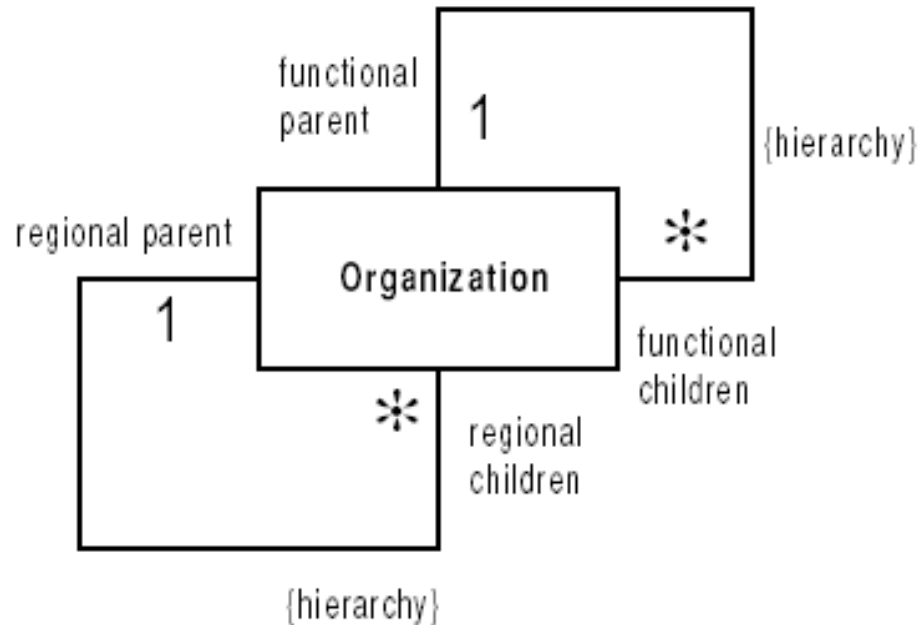 functional
parent
1
{hierarchy}
regional parent
*
Organization
1
functional
children
*
regional
children
{hierarchy}